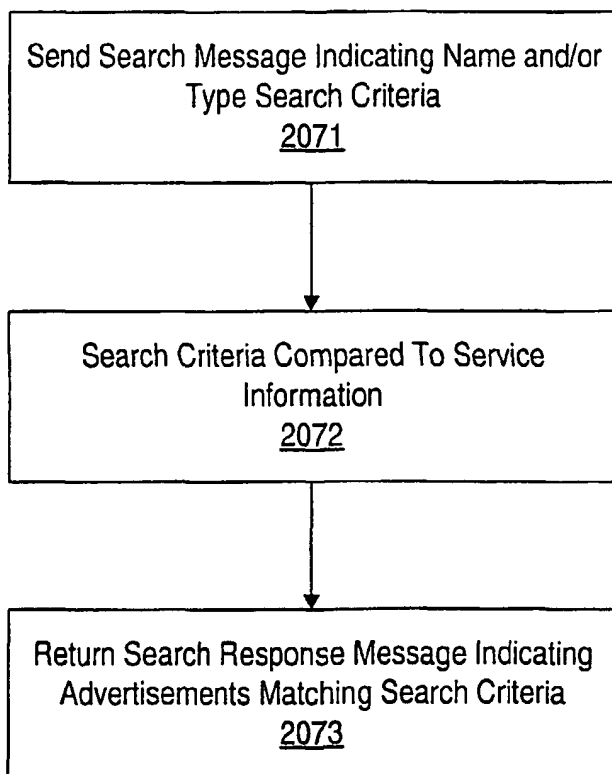 Send Search Message Indicating Name and/or
Type Search Criteria
2071
Search Criteria Compared To Service
Information
2072
Return Search Response Message Indicating
Advertisements Matching Search Criteria
2073